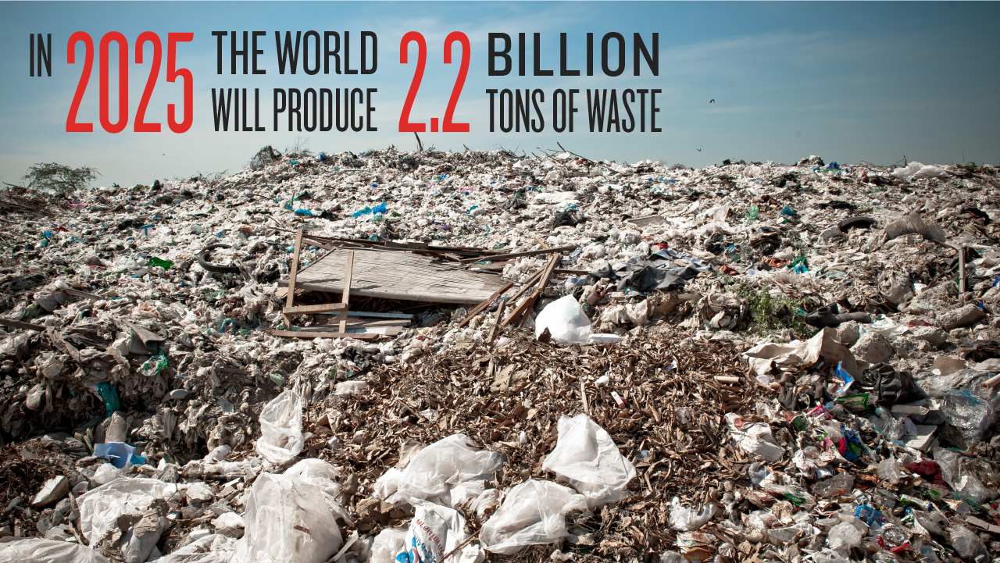 IN 2025 THE WORLD 2.2 BILLION
WILL PRODUCE TONS OF WASTE